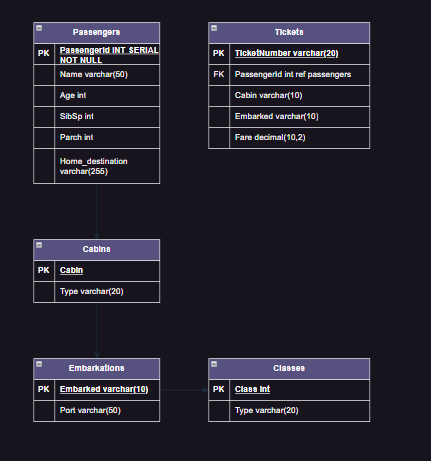 Passengers
PK PassengerId INT SERIAL
NOT NULL
Name varchar(50)
Age int
SibSp int
Parch int
Home_destination
varchar(255)
Tickets
PK TicketNumber varchar(20)
FK PassengerId int ref passengers
Cabin varchar(10)
Embarked varchar(10)
Fare decimal(10,2)
Cabins
PK Cabin
Type varchar(20)
Embarkations
PK Embarked varchar(10)
Port varchar(50)
Classes
PK Class int
Type varchar(20)